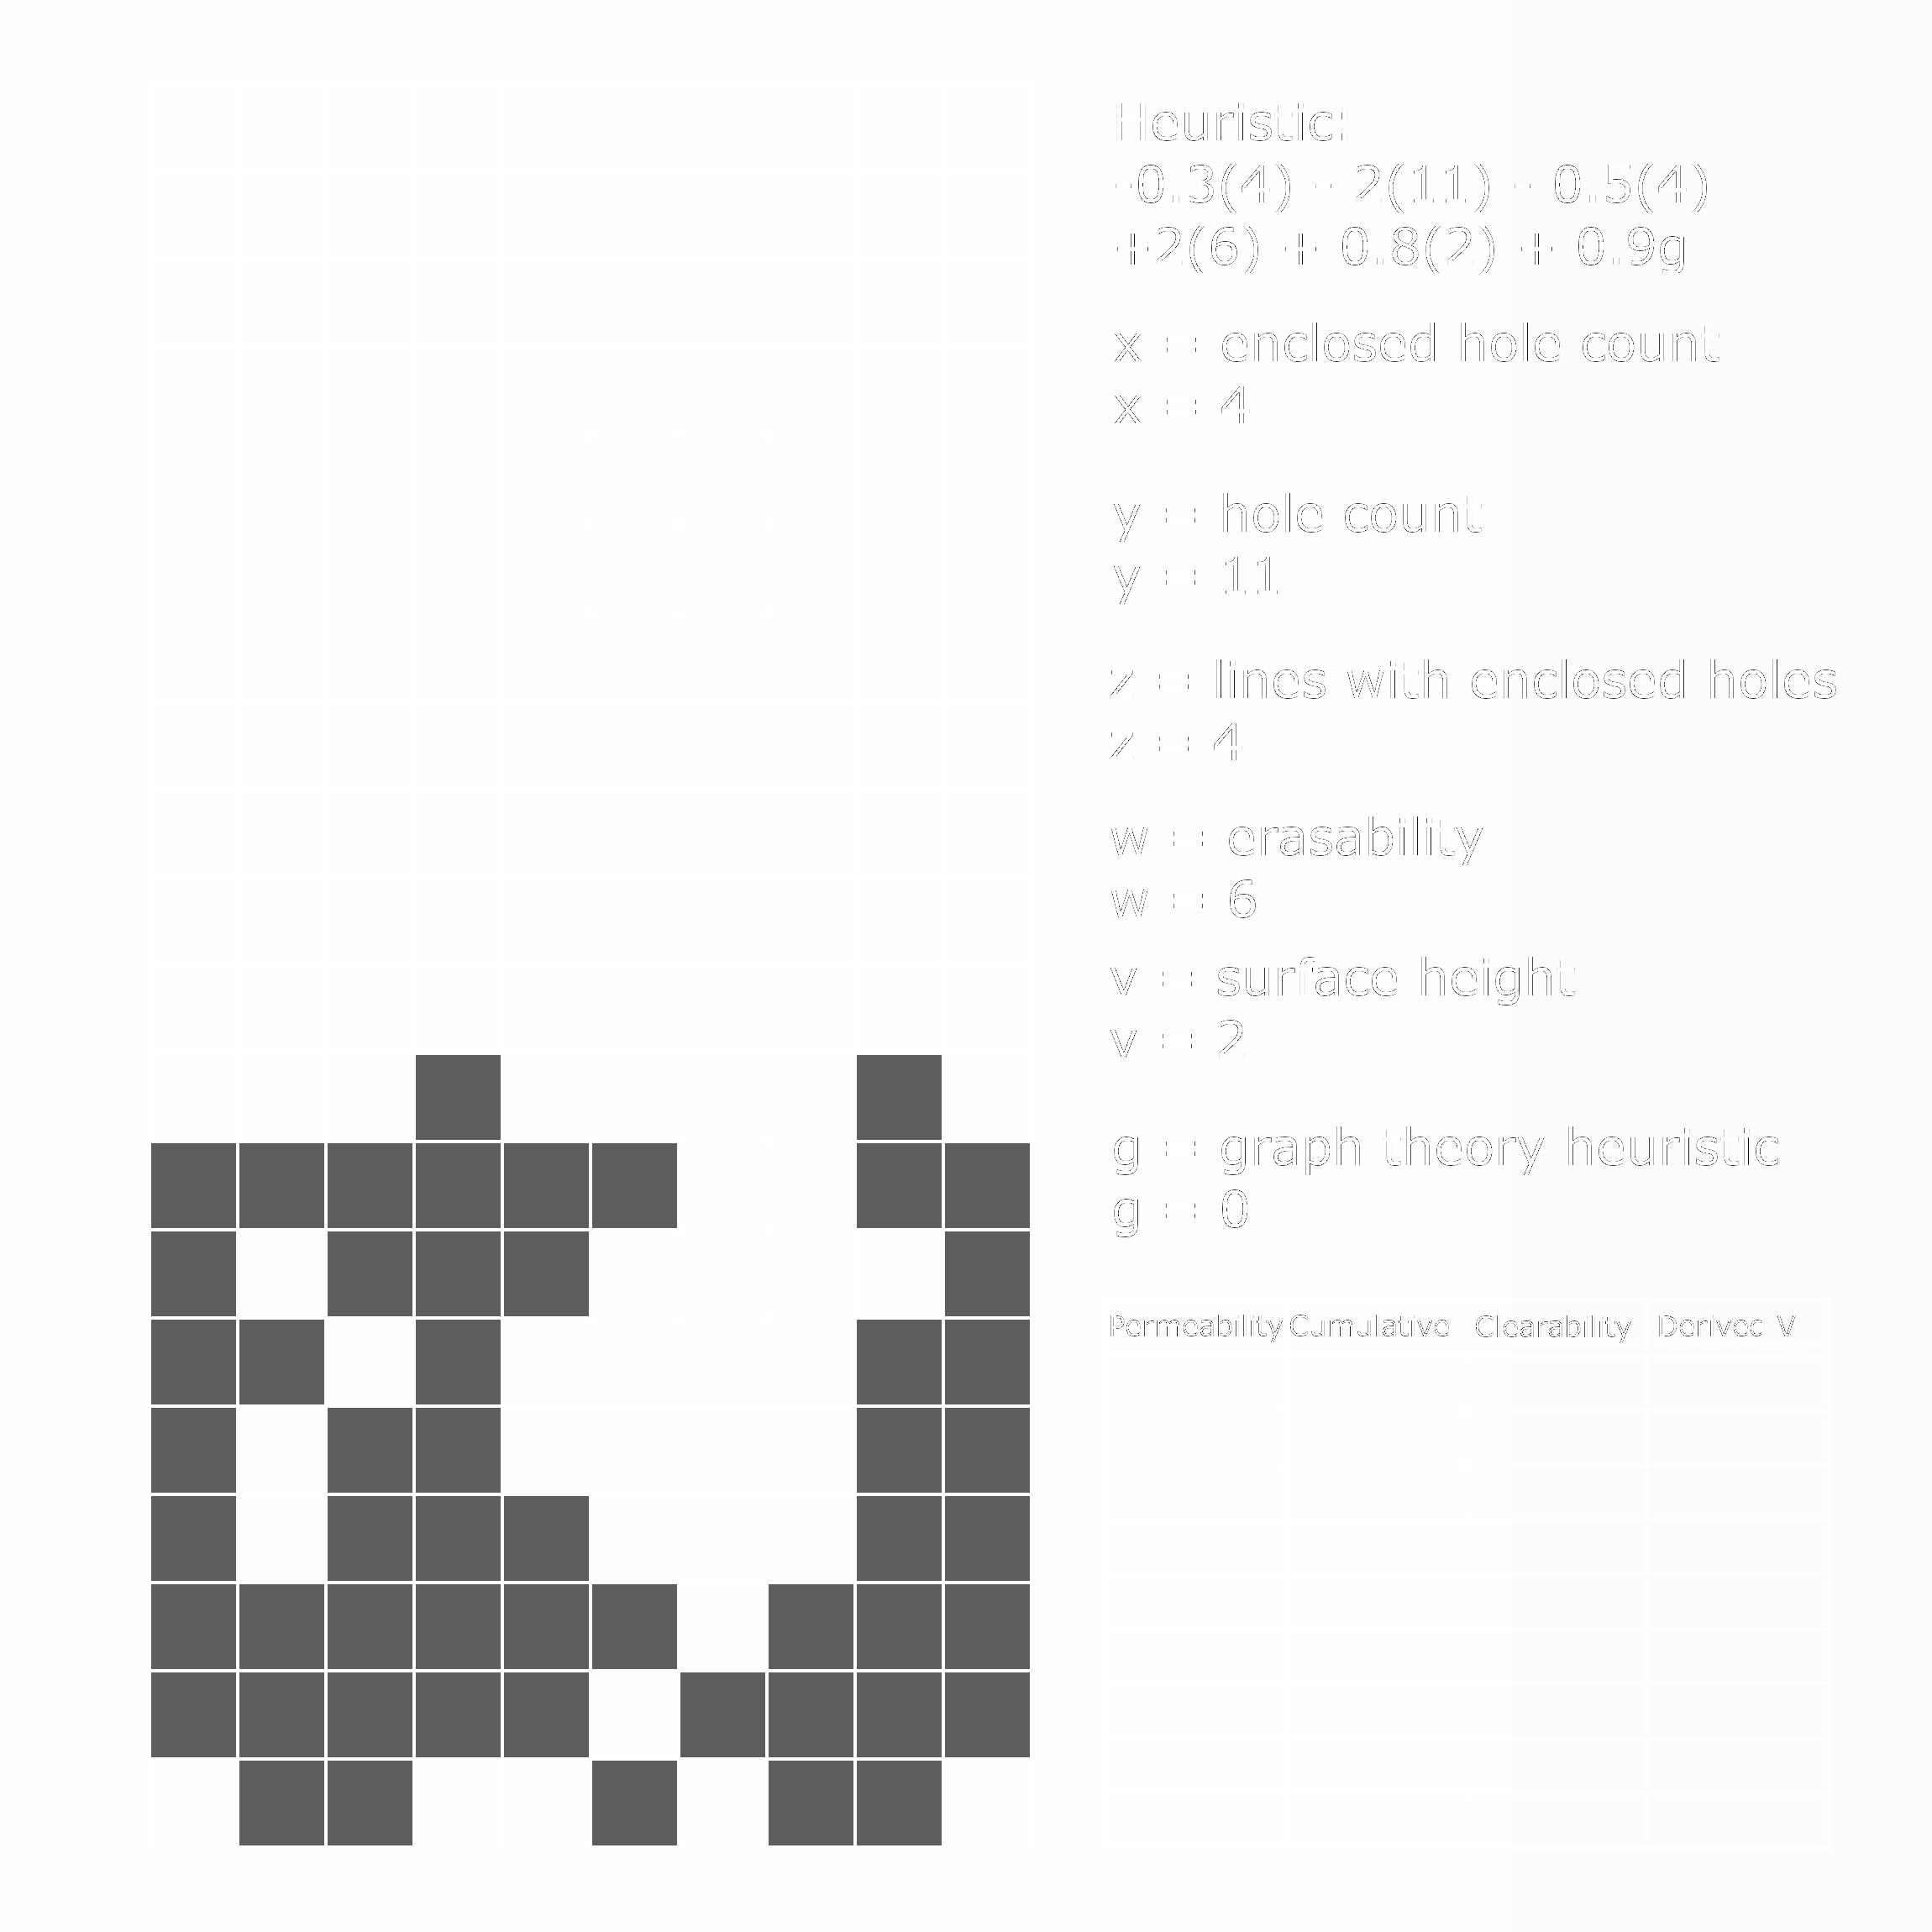 Heuristic:
-0.3(4) - 2(11) - 0.5(4)
+2(6) + 0.8(2) + 0.9g
x = enclosed hole count
x = 4
y = hole count
y = 11
z = lines with enclosed holes
z = 4
w = erasability
w = 6
v = surface height
v = 2
g = graph theory heuristic
g = 0
Permeability Cumulative Clearability Derived V